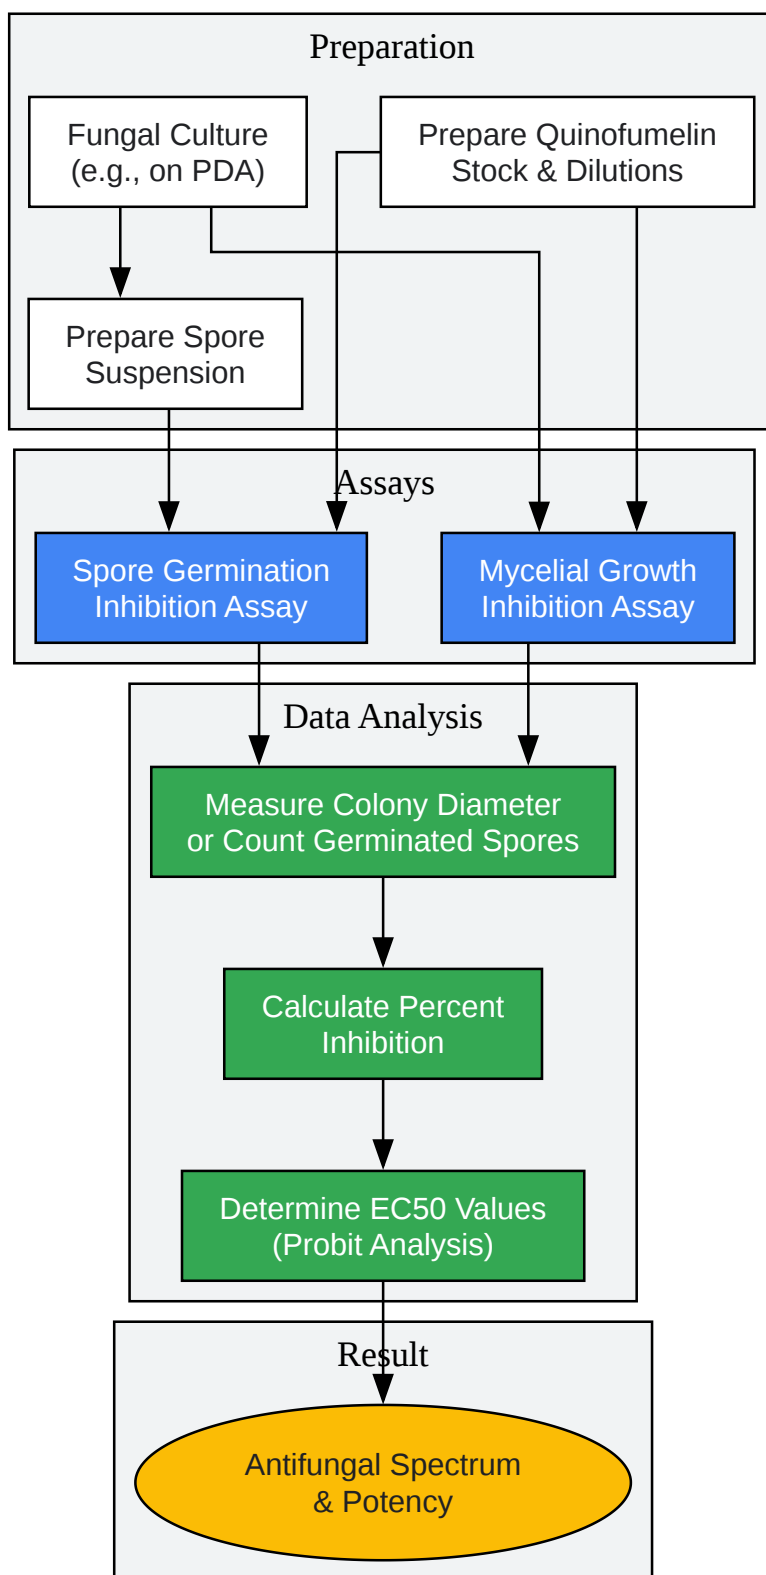 Preparation
Fungal Culture
(e.g., on PDA)
Prepare Quinofumelin
Stock & Dilutions
Prepare Spore
Suspension
Assays
Spore Germination
Inhibition Assay
Mycelial Growth
Inhibition Assay
Data Analysis
Measure Colony Diameter
or Count Germinated Spores
Calculate Percent
Inhibition
Determine EC50 Values
(Probit Analysis)
Result
Antifungal Spectrum
& Potency